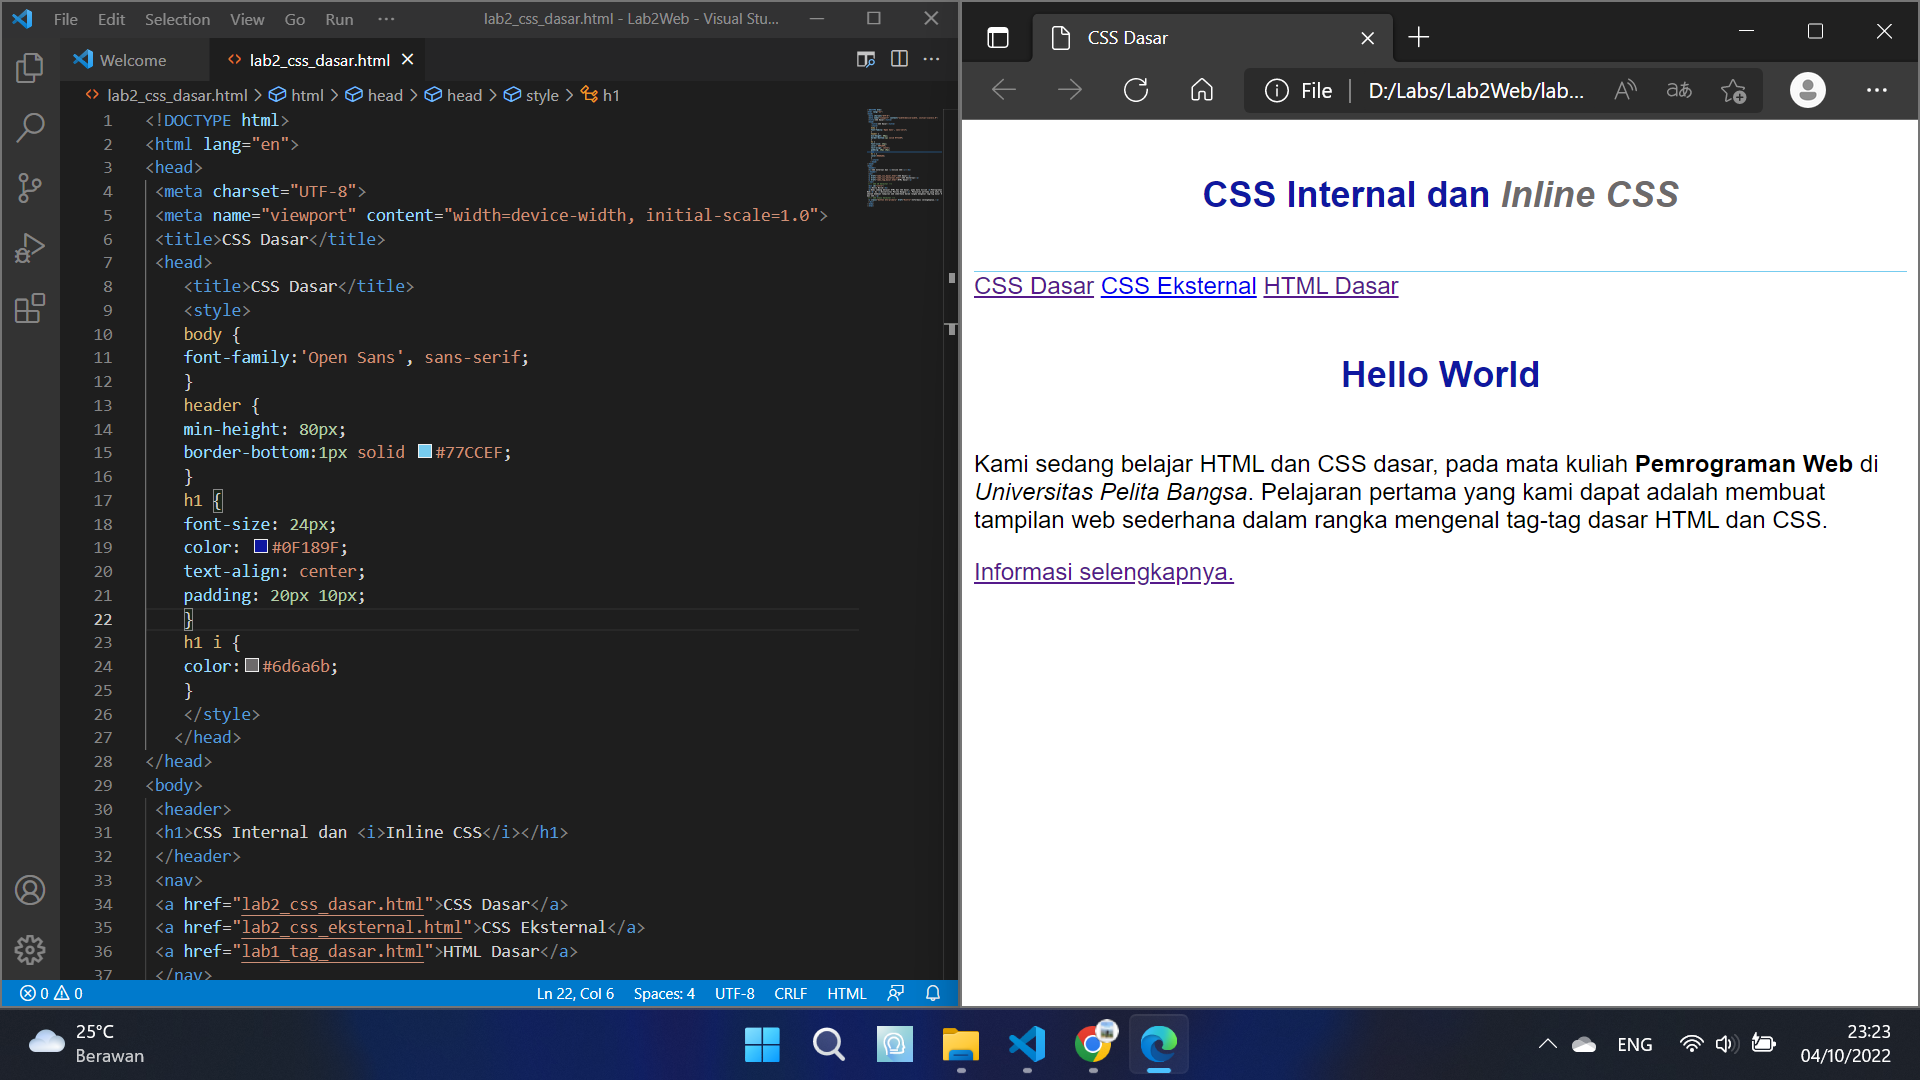 File Edit Selection View Go Run ··· lab2_css_dasar.html - Lab2Web - Visual Stu...
Welcome lab2_css_dasar.html
lab2_css_dasar.html > html > head > head > style > h1
1 <!DOCTYPE html>
2 <html lang="en">
3 <head>
4 <meta charset="UTF-8">
5 <meta name="viewport" content="width=device-width, initial-scale=1.0">
6 <title>CSS Dasar</title>
7 <head>
8 <title>CSS Dasar</title>
9 <style>
10 body {
11 font-family:'Open Sans', sans-serif;
12 }
13 header {
14 min-height: 80px;
15 border-bottom:1px solid #77CCEF;
16 }
17 h1 {
18 font-size: 24px;
19 color: #0F189F;
20 text-align: center;
21 padding: 20px 10px;
22 }
23 h1 i {
24 color:#6d6a6b;
25 }
26 </style>
27 </head>
28 </head>
29 <body>
30 <header>
31 <h1>CSS Internal dan <i>Inline CSS</i></h1>
32 </header>
33 <nav>
34 <a href="lab2_css_dasar.html">CSS Dasar</a>
35 <a href="lab2_css_eksternal.html">CSS Eksternal</a>
36 <a href="lab1_tag_dasar.html">HTML Dasar</a>
37 </nav>
0 0 Ln 22, Col 6 Spaces: 4 UTF-8 CRLF HTML
CSS Dasar
File D:/Labs/Lab2Web/lab...
CSS Internal dan Inline CSS
CSS Dasar CSS Eksternal HTML Dasar
Hello World
Kami sedang belajar HTML dan CSS dasar, pada mata kuliah Pemrograman Web di
Universitas Pelita Bangsa. Pelajaran pertama yang kami dapat adalah membuat
tampilan web sederhana dalam rangka mengenal tag-tag dasar HTML dan CSS.
Informasi selengkapnya.
25°C
Berawan
ENG
23:23
04/10/2022